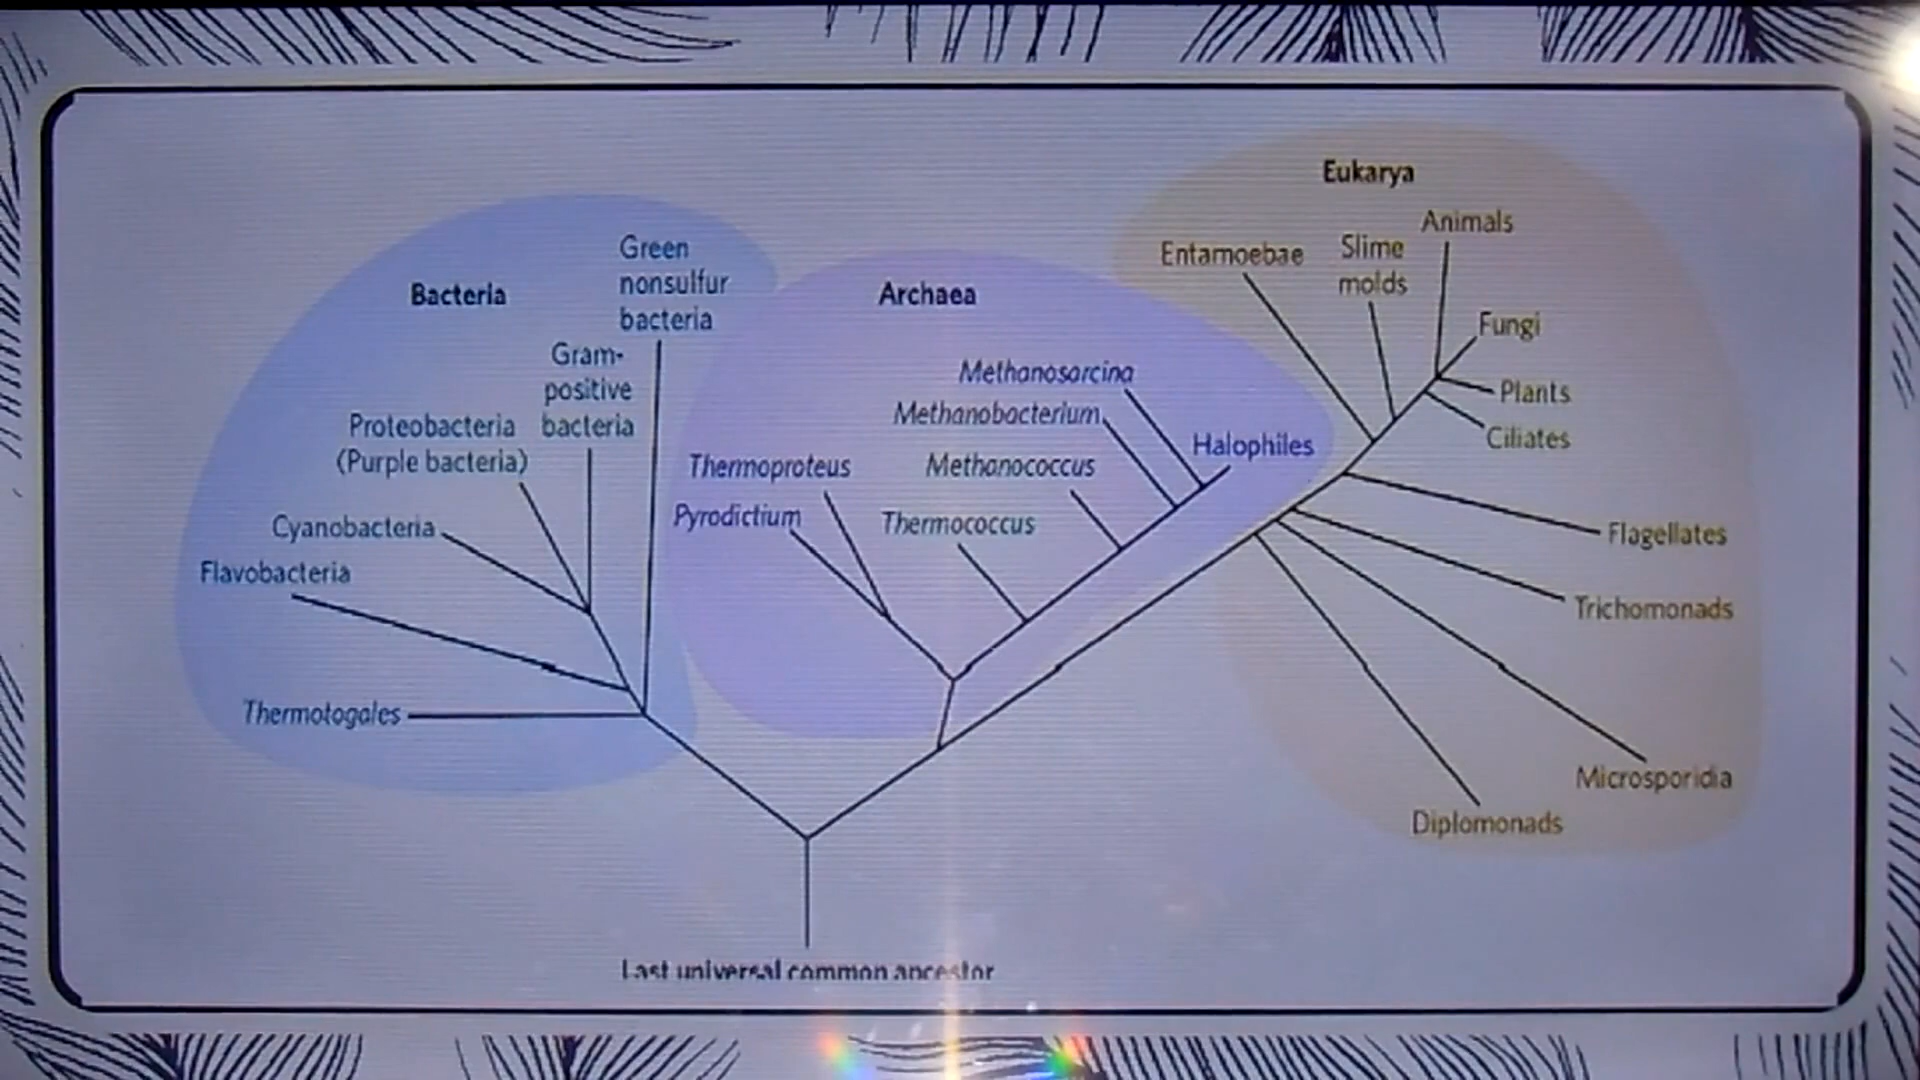 Eukarya
Animals
Entamoebae
Slime
molds
Green
nonsulfur
bacteria
Bacteria
Archaea
Fungi
Gram-
positive
bacteria
Methanosarcina
Plants
Methanobacterium
Proteobacteria
(Purple bacteria)
Halophiles
Ciliates
Thermoproteus
Methanococcus
Pyrodictium
Thermococcus
Cyanobacteria
Flagellates
Flavobacteria
Trichomonads
Thermotogales
Microsporidia
Diplomonads
Last universal common ancestor